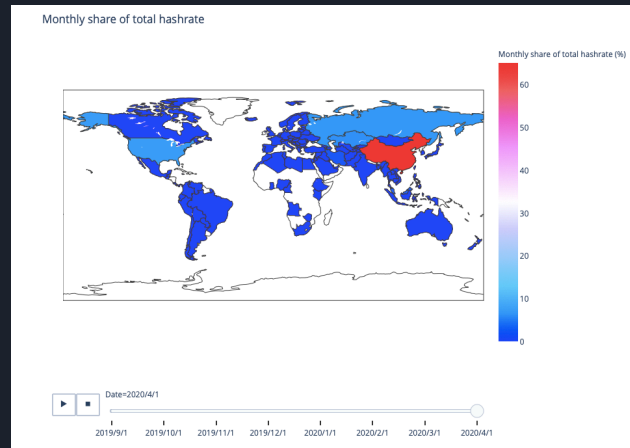 Monthly share of total hashrate
Monthly share of total hashrate (%)
60
50
40
30
20
10
0
Date=2020/4/1
2019/9/1 2019/10/1 2019/11/1 2019/12/1 2020/1/1 2020/2/1 2020/3/1 2020/4/1